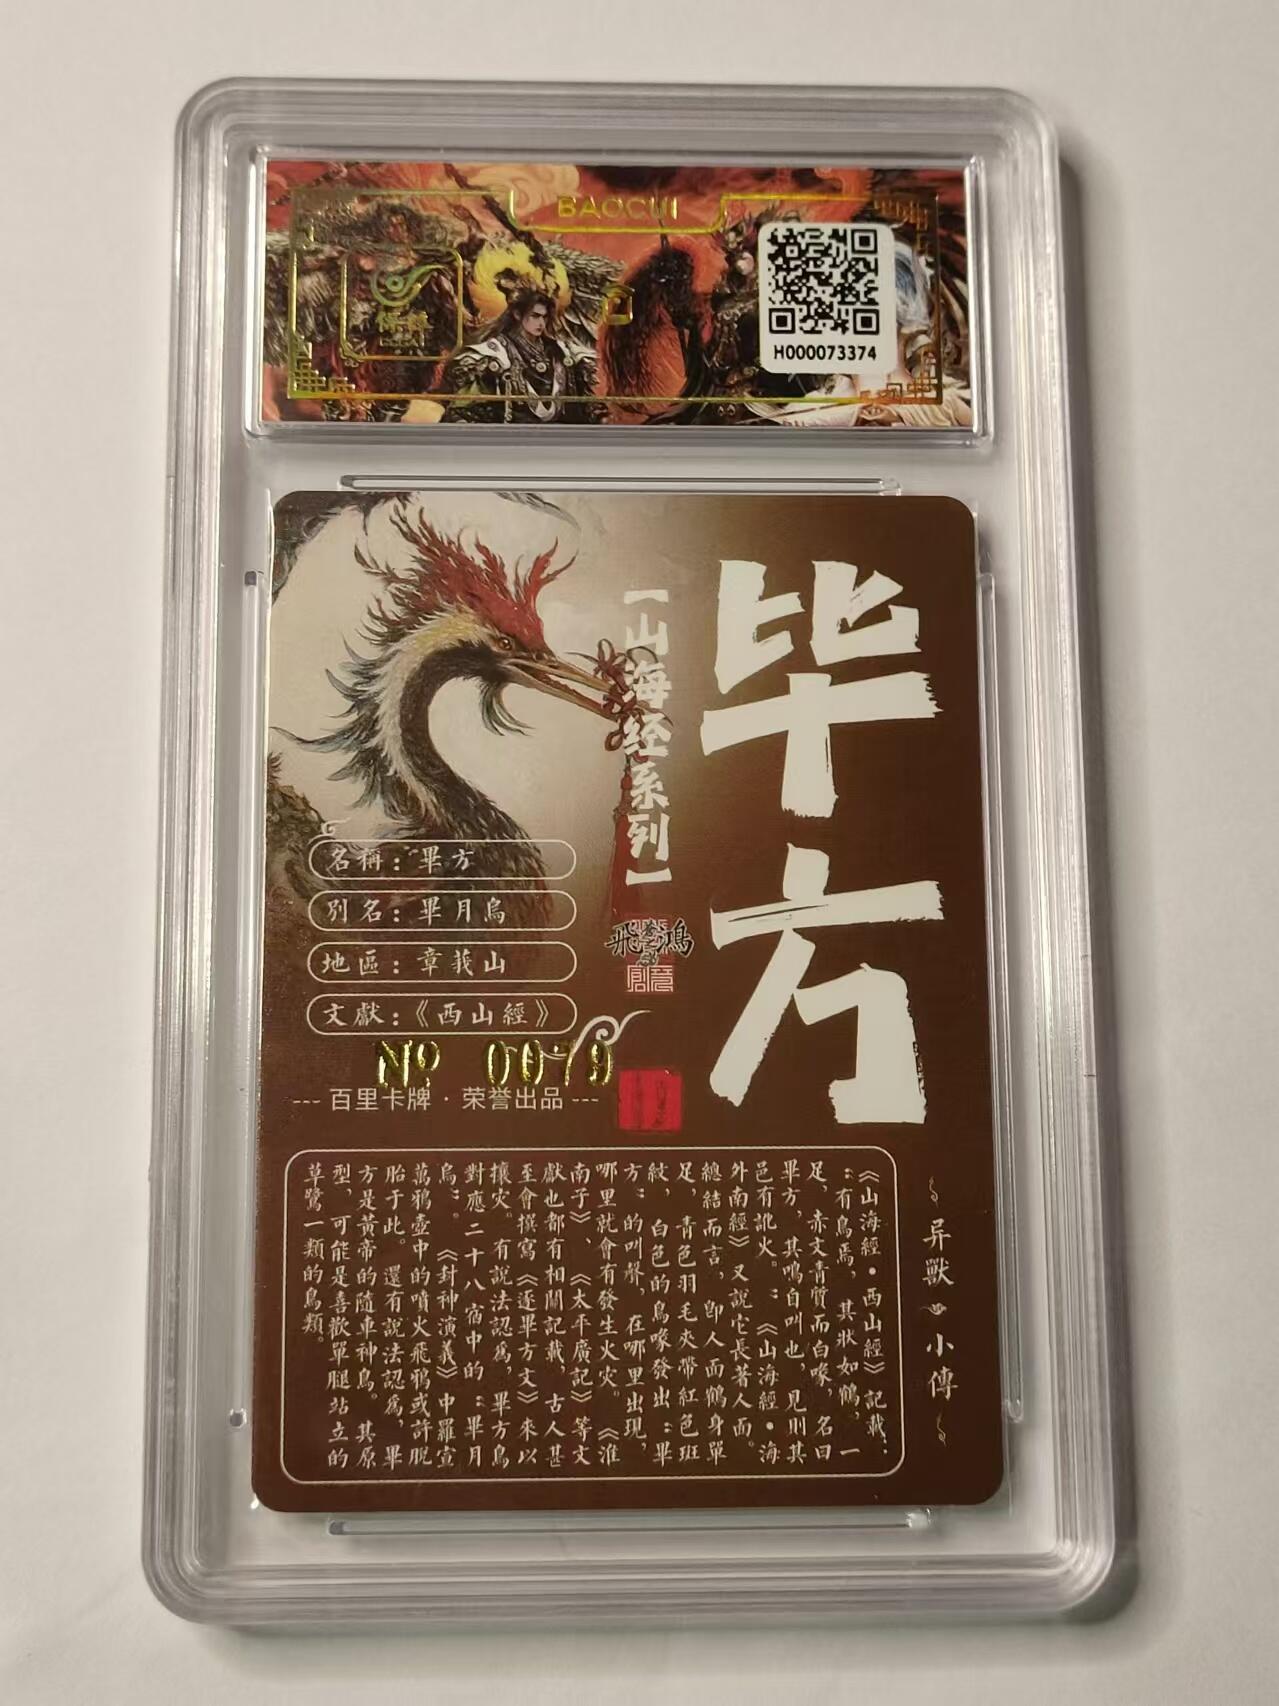 BAOCUI
H000073374
毕方
【山海经系列】
名稱：畢方
別名：畢月烏
地區：章莪山
文獻：《西山經》
飛鴻
№ 0079
--- 百里卡牌 · 荣誉出品 ---
异獸小傳
《山海經•西山經》記載：
“有鳥焉，其狀如鶴，一
足，赤文青質而白喙，名曰
畢方，其鳴自叫也，見則其
邑有訛火。”《山海經•海
外南經》又說它長著人面。
總結而言，即人面鶴身單
足，青色羽毛夾帶紅色班
紋，白色的鳥喙發出“畢
方”的叫聲，在哪里出現，
哪里就會有發生火灾。《淮
南子》、《太平廣記》等文
獻也都有相關記載，古人甚
至會撰寫《逐畢方文》來以
攘灾。有說法認爲，畢方鳥
對應二十八宿中的“畢月
烏”。《封神演義》中羅宣
萬鴉壺中的噴火飛鴉或許脫
胎于此。還有說法認爲，畢
方是黃帝的隨車神鳥。其原
型，可能是喜歡單腿站立的
草鷺一類的鳥類。